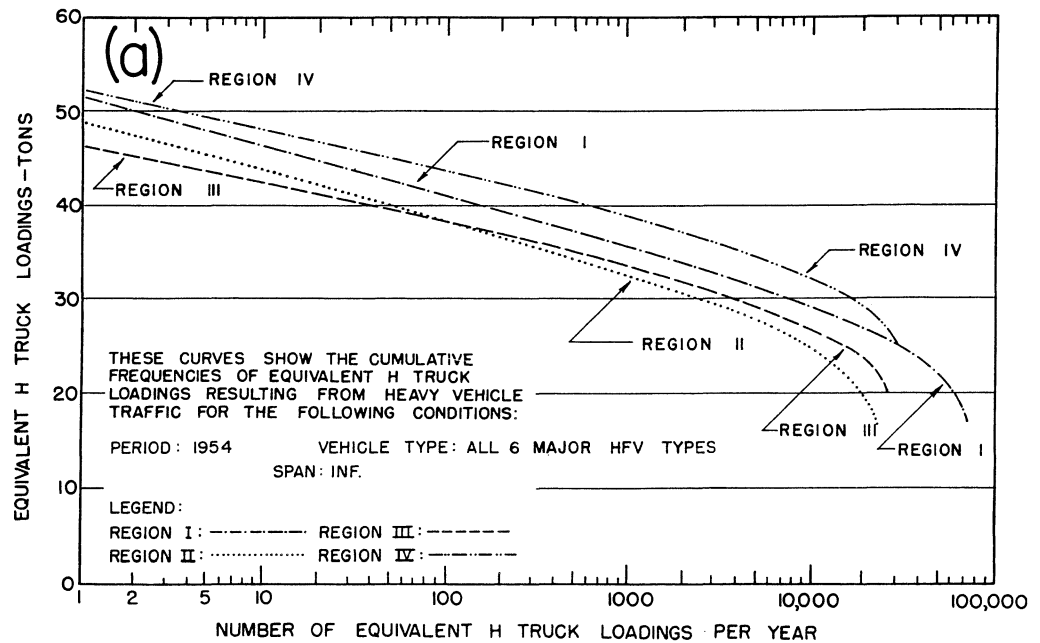 (a)
60
50
40
30
20
10
0
EQUIVALENT H TRUCK LOADINGS-TONS
REGION IV
REGION I
REGION III
REGION IV
REGION II
REGION III
REGION I
THESE CURVES SHOW THE CUMULATIVE
FREQUENCIES OF EQUIVALENT H TRUCK
LOADINGS RESULTING FROM HEAVY VEHICLE
TRAFFIC FOR THE FOLLOWING CONDITIONS:
PERIOD: 1954 VEHICLE TYPE: ALL 6 MAJOR HFV TYPES
SPAN: INF.
LEGEND:
REGION I: REGION III:
REGION II: REGION IV:
1 2 5 10 100 1000 10,000 100,000
NUMBER OF EQUIVALENT H TRUCK LOADINGS PER YEAR